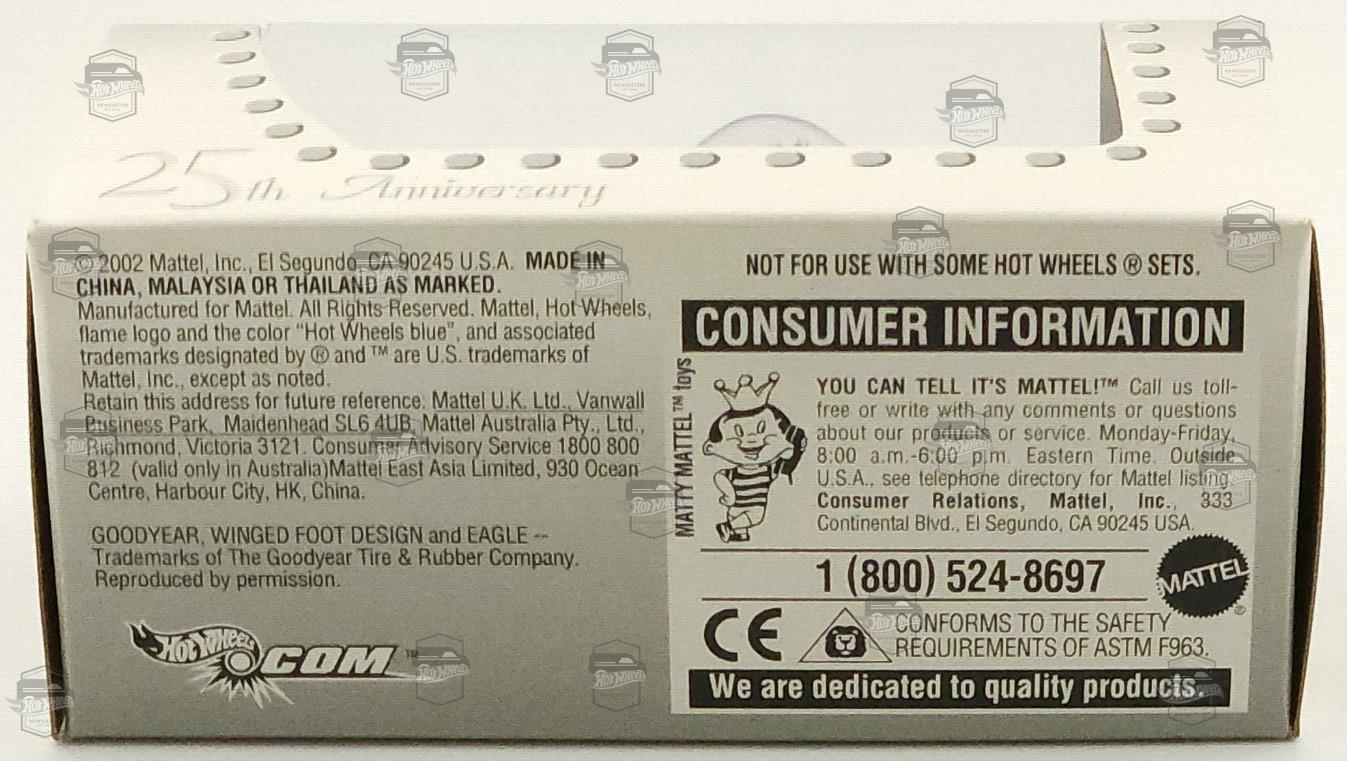 25th Anniversary
© 2002 Mattel, Inc., El Segundo, CA 90245 U.S.A. MADE IN
CHINA, MALAYSIA OR THAILAND AS MARKED.
Manufactured for Mattel. All Rights Reserved. Mattel, Hot Wheels,
flame logo and the color "Hot Wheels blue", and associated
trademarks designated by ® and ™ are U.S. trademarks of
Mattel, Inc., except as noted.
Retain this address for future reference: Mattel U.K. Ltd., Vanwall
Business Park, Maidenhead SL6 4UB. Mattel Australia Pty., Ltd.,
Richmond, Victoria 3121. Consumer Advisory Service 1800 800
812 (valid only in Australia)Mattel East Asia Limited, 930 Ocean
Centre, Harbour City, HK, China.
GOODYEAR, WINGED FOOT DESIGN and EAGLE --
Trademarks of The Goodyear Tire & Rubber Company.
Reproduced by permission.
Hot Wheels.COM™
NOT FOR USE WITH SOME HOT WHEELS ® SETS.
CONSUMER INFORMATION
MATTY MATTEL™ toys
YOU CAN TELL IT'S MATTEL!™ Call us toll-
free or write with any comments or questions
about our products or service. Monday-Friday,
8:00 a.m.-6:00 p.m. Eastern Time. Outside
U.S.A., see telephone directory for Mattel listing.
Consumer Relations, Mattel, Inc., 333
Continental Blvd., El Segundo, CA 90245 USA.
1 (800) 524-8697
MATTEL®
CE
CONFORMS TO THE SAFETY
REQUIREMENTS OF ASTM F963.
We are dedicated to quality products.